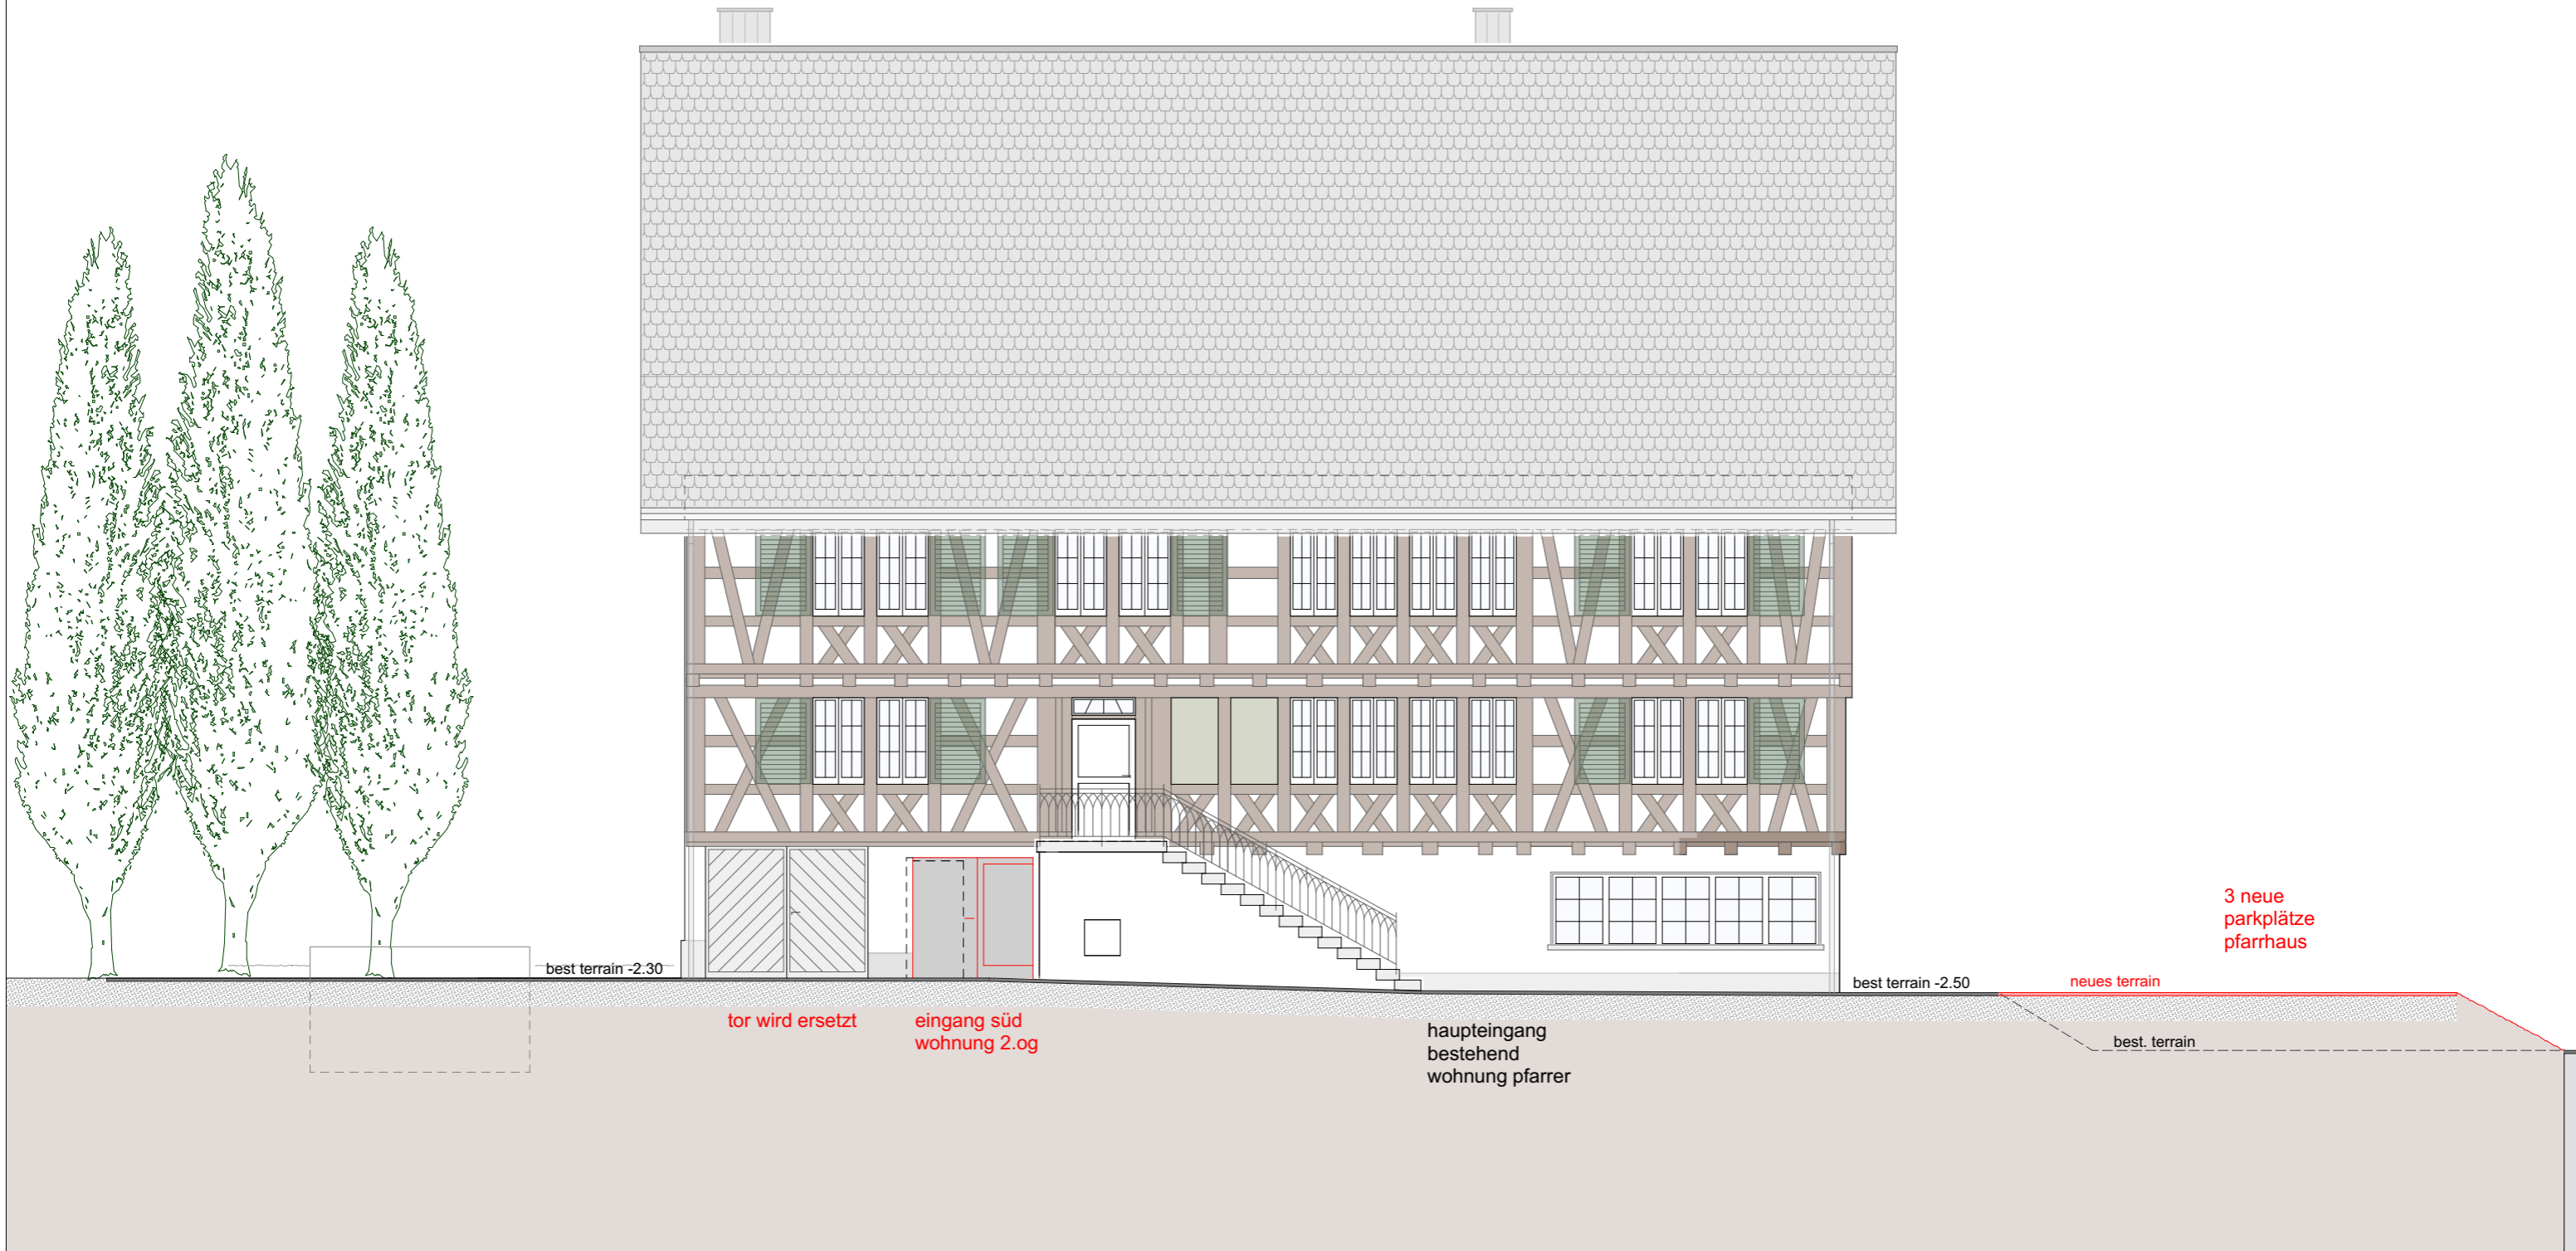 3 neue
parkplätze
pfarrhaus
best terrain -2.30
best terrain -2.50
neues terrain
tor wird ersetzt
eingang süd
wohnung 2.og
haupteingang
bestehend
wohnung pfarrer
best. terrain